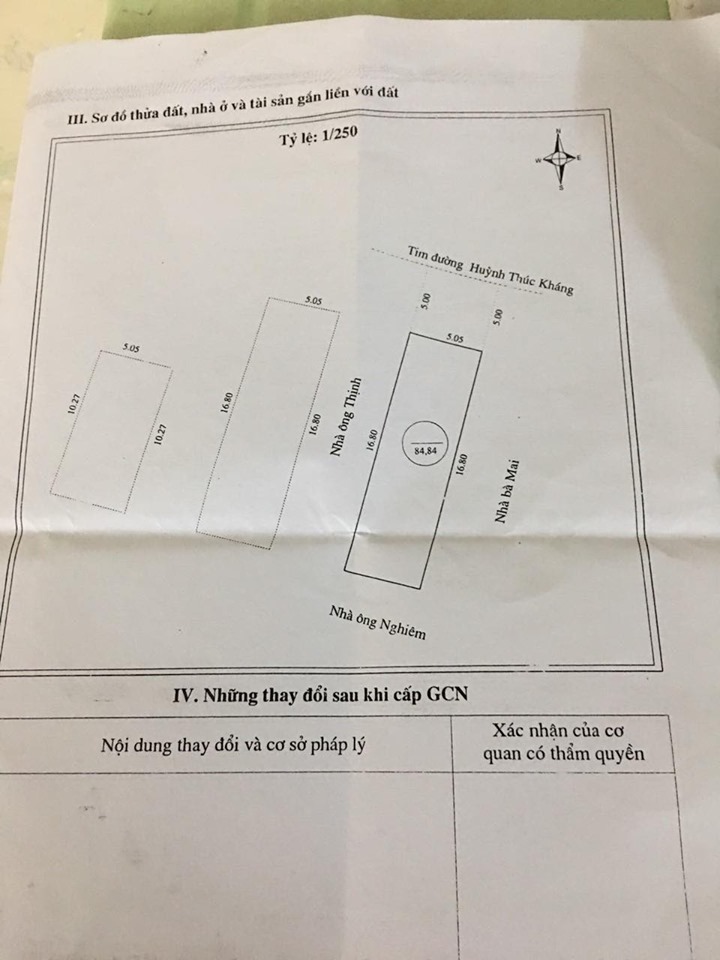 III. Sơ đồ thửa đất, nhà ở và tài sản gắn liền với đất
Tỷ lệ: 1/250
N
W
E
S
Tim đường Huỳnh Thúc Kháng
5.00
5.00
5.05
5.05
5.05
10.27
10.27
16.80
16.80
Nhà ông Thịnh
16.80
84,84
16.80
Nhà bà Mai
Nhà ông Nghiêm
IV. Những thay đổi sau khi cấp GCN
Nội dung thay đổi và cơ sở pháp lý
Xác nhận của cơ
quan có thẩm quyền